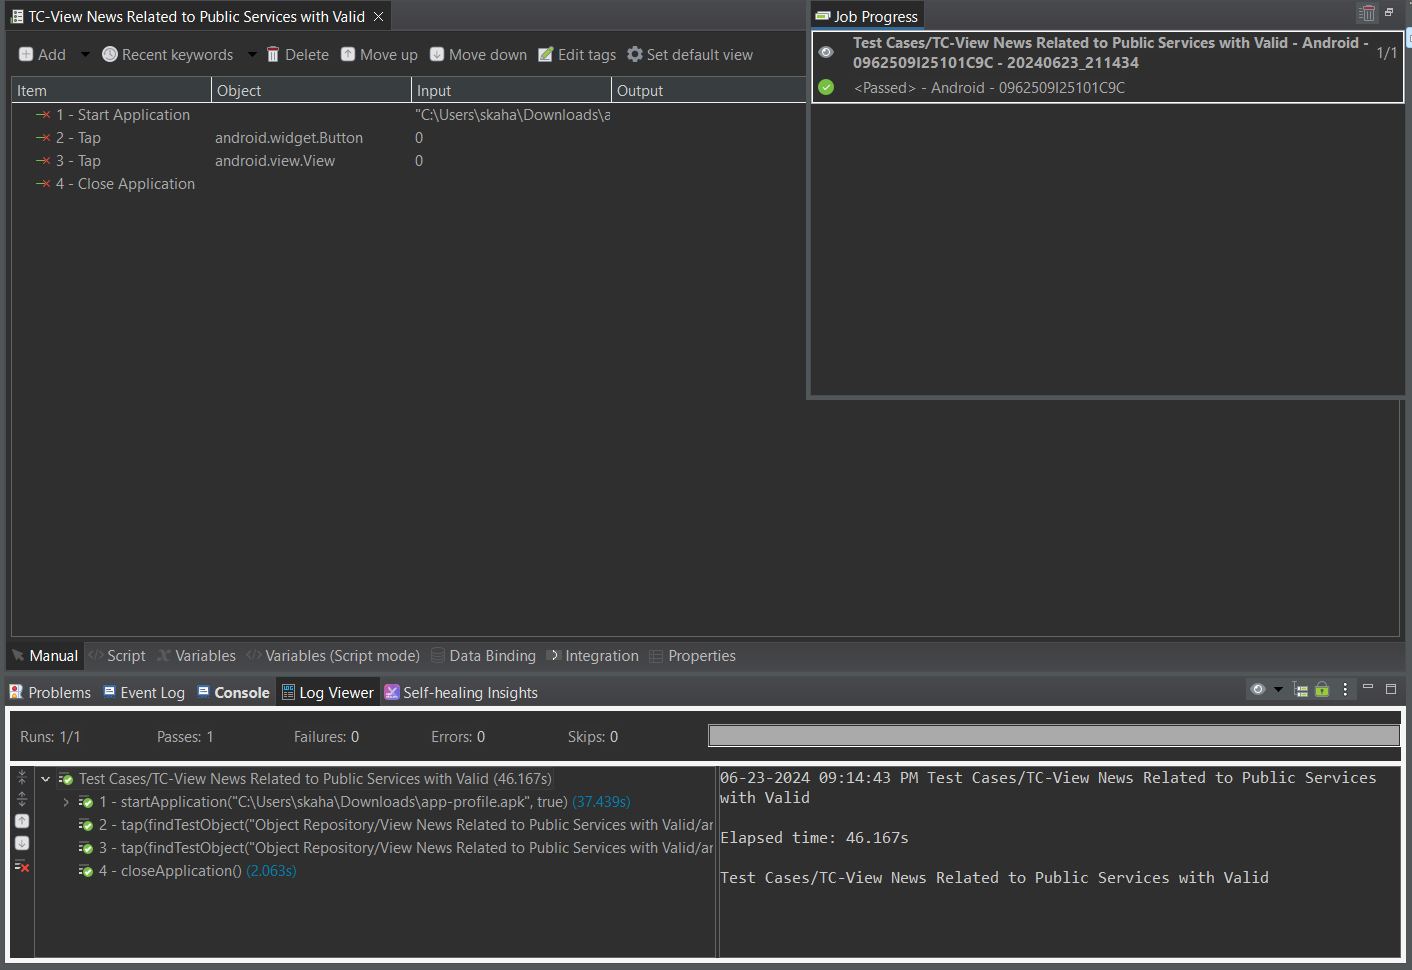 TC-View News Related to Public Services with Valid
Job Progress
Add
Recent keywords
Delete
Move up
Move down
Edit tags
Set default view
Test Cases/TC-View News Related to Public Services with Valid - Android -
0962509I25101C9C - 20240623_211434
1/1
<Passed> - Android - 0962509I25101C9C
Item Object Input Output
1 - Start Application "C:\Users\skaha\Downloads\a
2 - Tap android.widget.Button 0
3 - Tap android.view.View 0
4 - Close Application
Manual Script Variables Variables (Script mode) Data Binding Integration Properties
Problems Event Log Console Log Viewer Self-healing Insights
Runs: 1/1 Passes: 1 Failures: 0 Errors: 0 Skips: 0
Test Cases/TC-View News Related to Public Services with Valid (46.167s)
1 - startApplication("C:\Users\skaha\Downloads\app-profile.apk", true) (37.439s)
2 - tap(findTestObject("Object Repository/View News Related to Public Services with Valid/ar
3 - tap(findTestObject("Object Repository/View News Related to Public Services with Valid/ar
4 - closeApplication() (2.063s)
06-23-2024 09:14:43 PM Test Cases/TC-View News Related to Public Services
with Valid
Elapsed time: 46.167s
Test Cases/TC-View News Related to Public Services with Valid